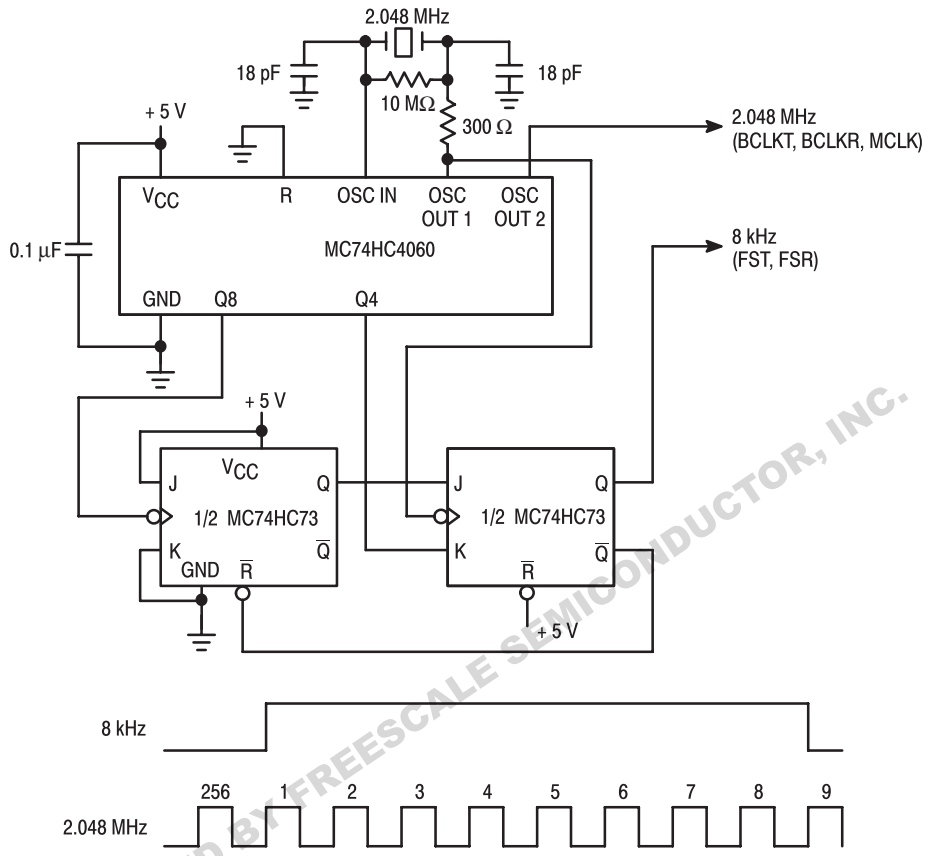 2.048 MHz
18 pF
18 pF
10 MΩ
300 Ω
+ 5 V
2.048 MHz
(BCLKT, BCLKR, MCLK)
VCC
R
OSC IN
OSC
OUT 1
OSC
OUT 2
0.1 µF
MC74HC4060
8 kHz
(FST, FSR)
GND
Q8
Q4
+ 5 V
VCC
J
Q
1/2 MC74HC73
K
Q̅
GND
R̅
J
Q
1/2 MC74HC73
K
Q̅
R̅
+ 5 V
8 kHz
256 1 2 3 4 5 6 7 8 9
2.048 MHz
D BY FREESCALE SEMICONDUCTOR, INC.